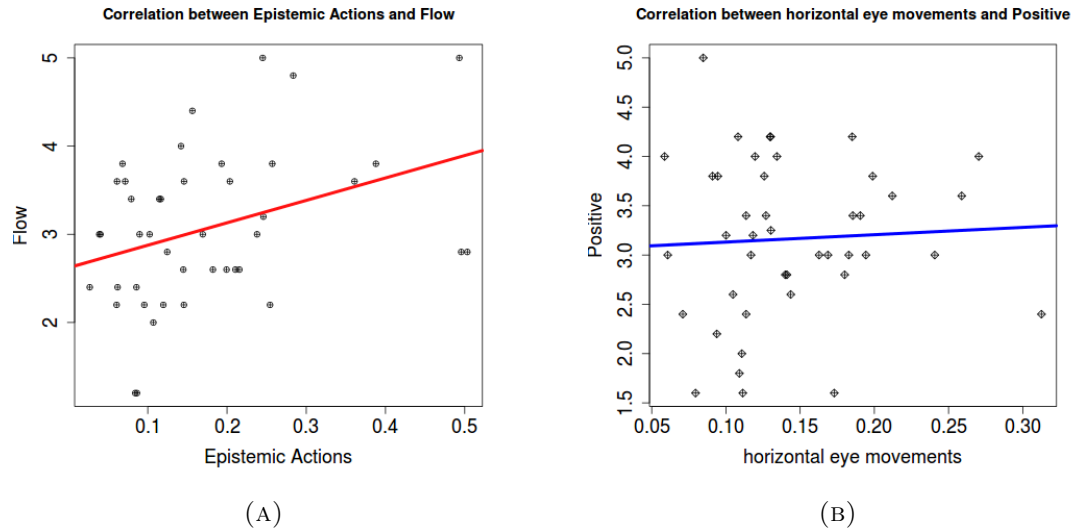 Correlation between Epistemic Actions and Flow
5
4
3
2
Flow
0.1 0.2 0.3 0.4 0.5
Epistemic Actions
(A)
Correlation between horizontal eye movements and Positive
5.0
4.5
4.0
3.5
3.0
2.5
2.0
1.5
Positive
0.05 0.10 0.15 0.20 0.25 0.30
horizontal eye movements
(B)